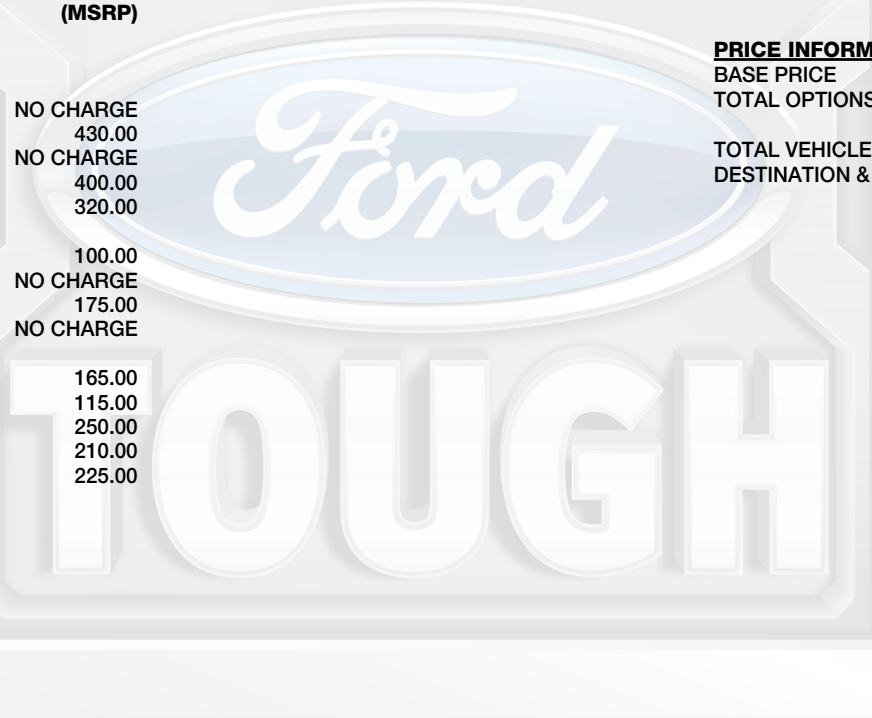 (MSRP)
NO CHARGE
430.00
NO CHARGE
400.00
320.00
100.00
NO CHARGE
175.00
NO CHARGE
165.00
115.00
250.00
210.00
225.00
PRICE INFORM
BASE PRICE
TOTAL OPTIONS
TOTAL VEHICLE
DESTINATION &
Ford
TOUGH